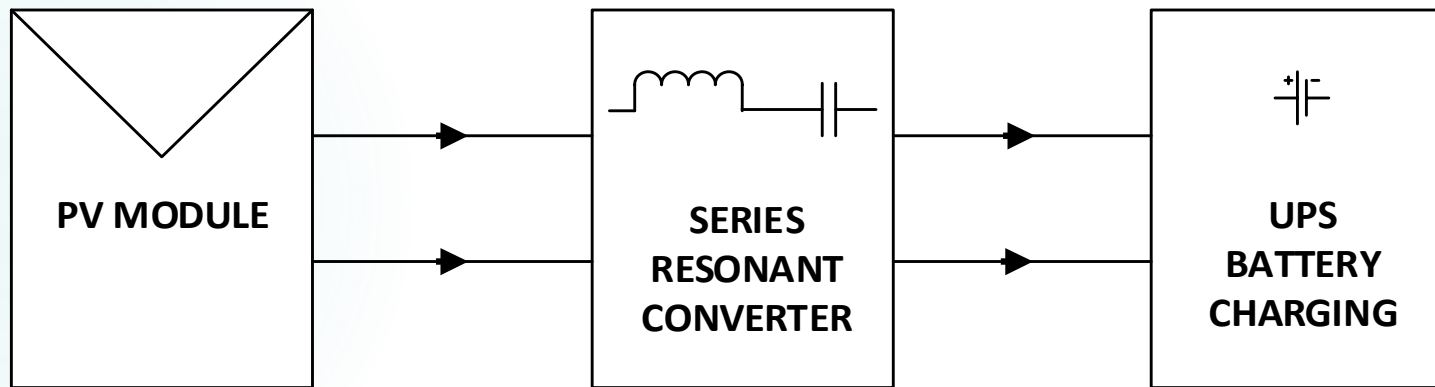 PV MODULE
SERIES
RESONANT
CONVERTER
+ -
UPS
BATTERY
CHARGING